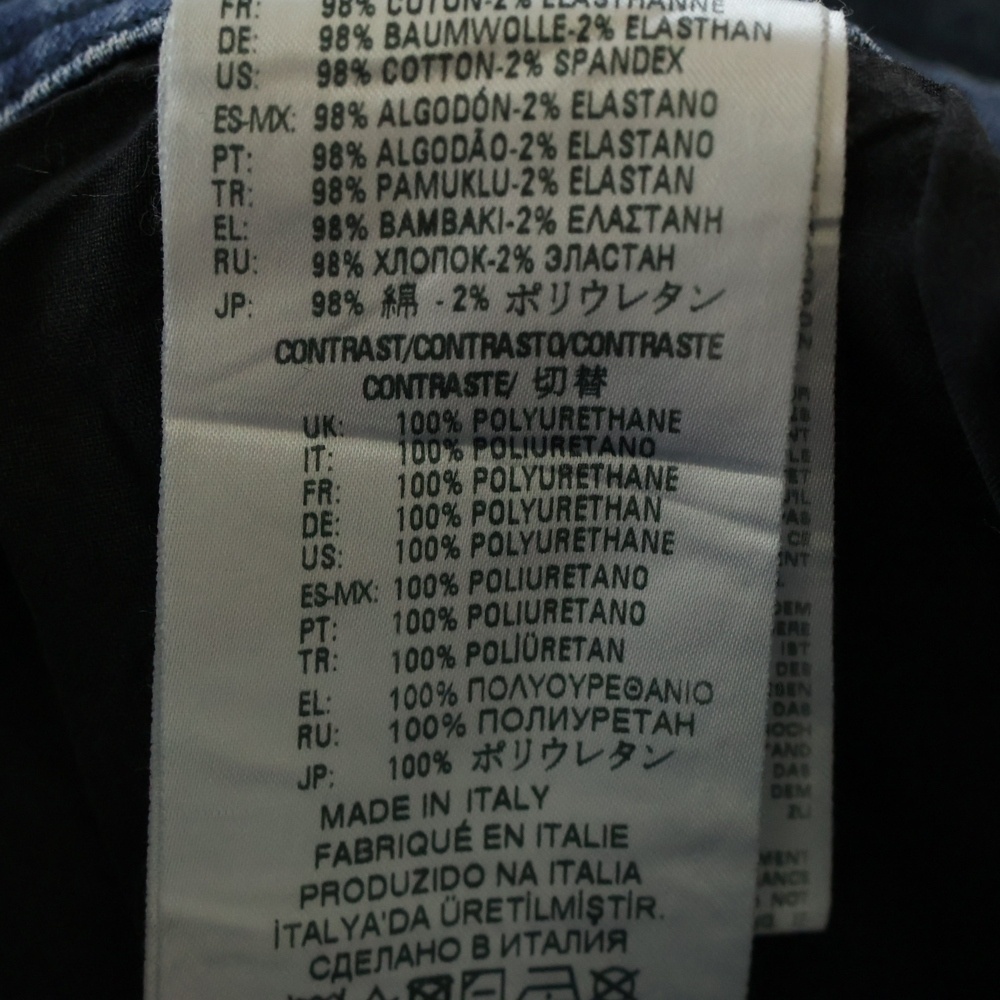 FR: 98% COTON-2% ELASTHANNE
DE: 98% BAUMWOLLE-2% ELASTHAN
US: 98% COTTON-2% SPANDEX
ES-MX: 98% ALGODÓN-2% ELASTANO
PT: 98% ALGODÃO-2% ELASTANO
TR: 98% PAMUKLU-2% ELASTAN
EL: 98% BAMBAKI-2% ΕΛΑΣΤΑΝΗ
RU: 98% ХЛОПОК-2% ЭЛАСТАН
JP: 98% 綿 - 2% ポリウレタン
CONTRAST/CONTRASTO/CONTRASTE
CONTRASTE/ 切替
UK: 100% POLYURETHANE
IT: 100% POLIURETANO
FR: 100% POLYURETHANE
DE: 100% POLYURETHAN
US: 100% POLYURETHANE
ES-MX: 100% POLIURETANO
PT: 100% POLIURETANO
TR: 100% POLİÜRETAN
EL: 100% ΠΟΛΥΟΥΡΕΘΑΝΙΟ
RU: 100% ПОЛИУРЕТАН
JP: 100% ポリウレタン
MADE IN ITALY
FABRIQUÉ EN ITALIE
PRODUZIDO NA ITALIA
İTALYA'DA ÜRETİLMİŞTİR.
СДЕЛАНО В ИТАЛИЯ